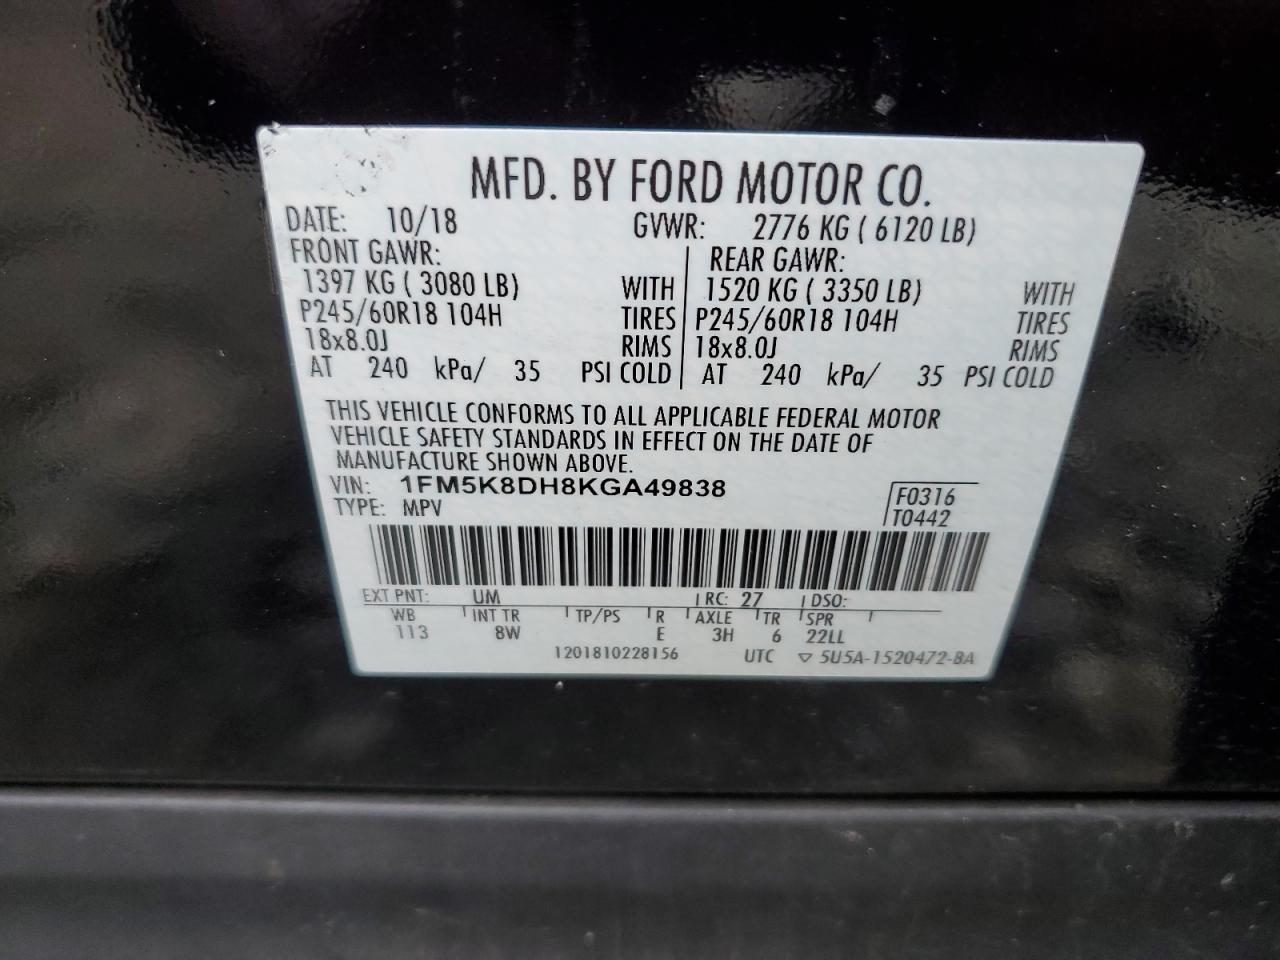 MFD. BY FORD MOTOR CO.
DATE: 10/18 GVWR: 2776 KG ( 6120 LB)
FRONT GAWR: REAR GAWR:
1397 KG ( 3080 LB) WITH 1520 KG ( 3350 LB) WITH
P245/60R18 104H TIRES P245/60R18 104H TIRES
18x8.0J RIMS 18x8.0J RIMS
AT 240 kPa/ 35 PSI COLD AT 240 kPa/ 35 PSI COLD
THIS VEHICLE CONFORMS TO ALL APPLICABLE FEDERAL MOTOR
VEHICLE SAFETY STANDARDS IN EFFECT ON THE DATE OF
MANUFACTURE SHOWN ABOVE.
VIN: 1FM5K8DH8KGA49838 F0316
TYPE: MPV T0442
EXT PNT: UM RC: 27 DSO:
WB INT TR TP/PS R AXLE TR SPR
113 8W E 3H 6 22LL
1201810228156 UTC ▽ 5U5A-1520472-BA